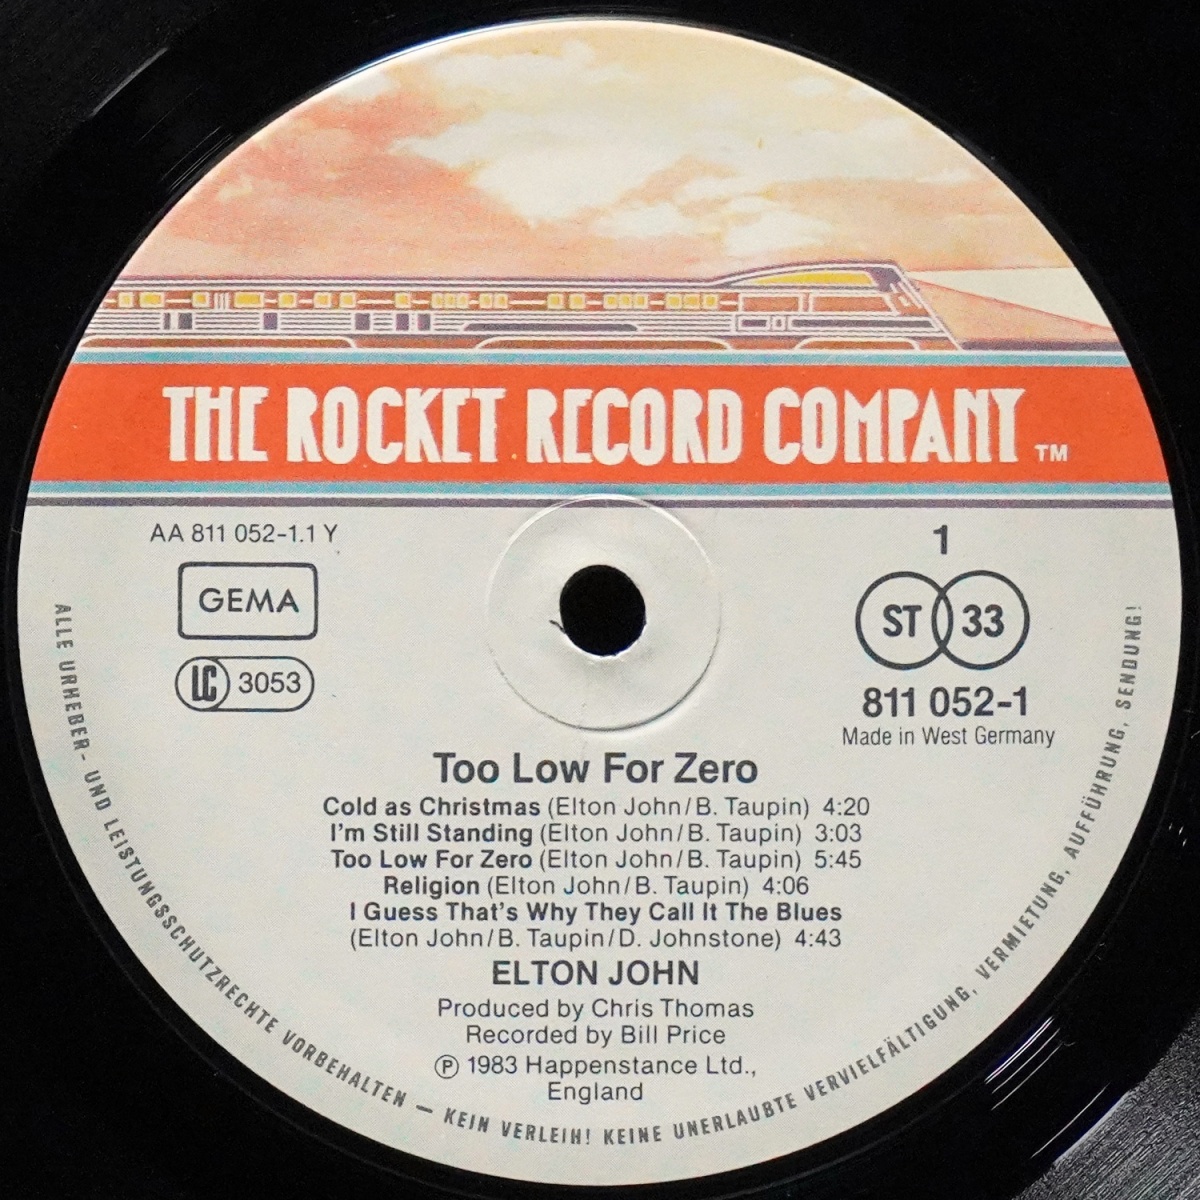 THE ROCKET RECORD COMPANY TM
AA 811 052-1.1 Y
GEMA
LC 3053
1
ST 33
811 052-1
Made in West Germany
Too Low For Zero
Cold as Christmas (Elton John/B. Taupin) 4:20
I'm Still Standing (Elton John/B. Taupin) 3:03
Too Low For Zero (Elton John/B. Taupin) 5:45
Religion (Elton John/B. Taupin) 4:06
I Guess That's Why They Call It The Blues
(Elton John/B. Taupin/D. Johnstone) 4:43
ELTON JOHN
Produced by Chris Thomas
Recorded by Bill Price
℗ 1983 Happenstance Ltd.,
England
ALLE URHEBER- UND LEISTUNGSSCHUTZRECHTE VORBEHALTEN – KEIN VERLEIH! KEINE UNERLAUBTE VERVIELFÄLTIGUNG, VERMIETUNG, AUFFÜHRUNG, SENDUNG!